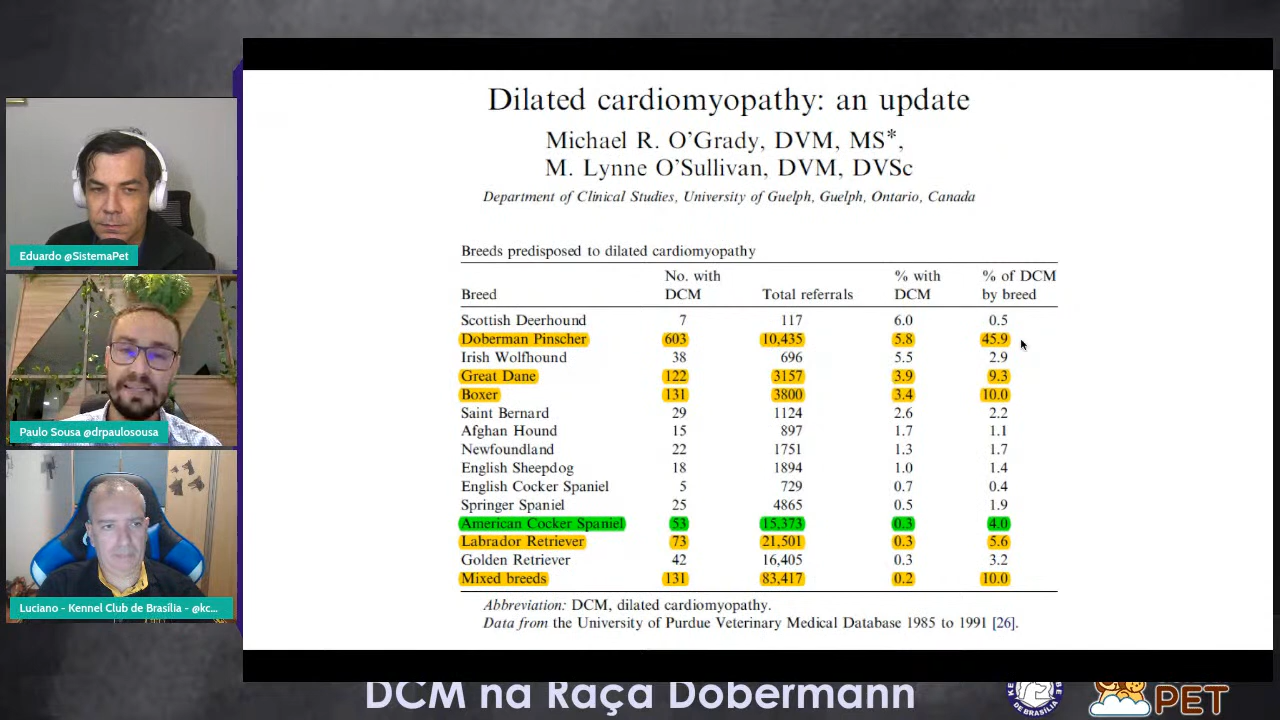 Eduardo @SistemaPet
Paulo Sousa @drpaulosousa
Luciano - Kennel Club de Brasília - @kc...
Dilated cardiomyopathy: an update
Michael R. O'Grady, DVM, MS*,
M. Lynne O'Sullivan, DVM, DVSc
Department of Clinical Studies, University of Guelph, Guelph, Ontario, Canada
Breeds predisposed to dilated cardiomyopathy
No. with % with % of DCM
Breed DCM Total referrals DCM by breed
Scottish Deerhound 7 117 6.0 0.5
Doberman Pinscher 603 10,435 5.8 45.9
Irish Wolfhound 38 696 5.5 2.9
Great Dane 122 3157 3.9 9.3
Boxer 131 3800 3.4 10.0
Saint Bernard 29 1124 2.6 2.2
Afghan Hound 15 897 1.7 1.1
Newfoundland 22 1751 1.3 1.7
English Sheepdog 18 1894 1.0 1.4
English Cocker Spaniel 5 729 0.7 0.4
Springer Spaniel 25 4865 0.5 1.9
American Cocker Spaniel 53 15,373 0.3 4.0
Labrador Retriever 73 21,501 0.3 5.6
Golden Retriever 42 16,405 0.3 3.2
Mixed breeds 131 83,417 0.2 10.0
Abbreviation: DCM, dilated cardiomyopathy.
Data from the University of Purdue Veterinary Medical Database 1985 to 1991 [26].
DCM na Raça Dobermann
DE BRASÍLIA
PET